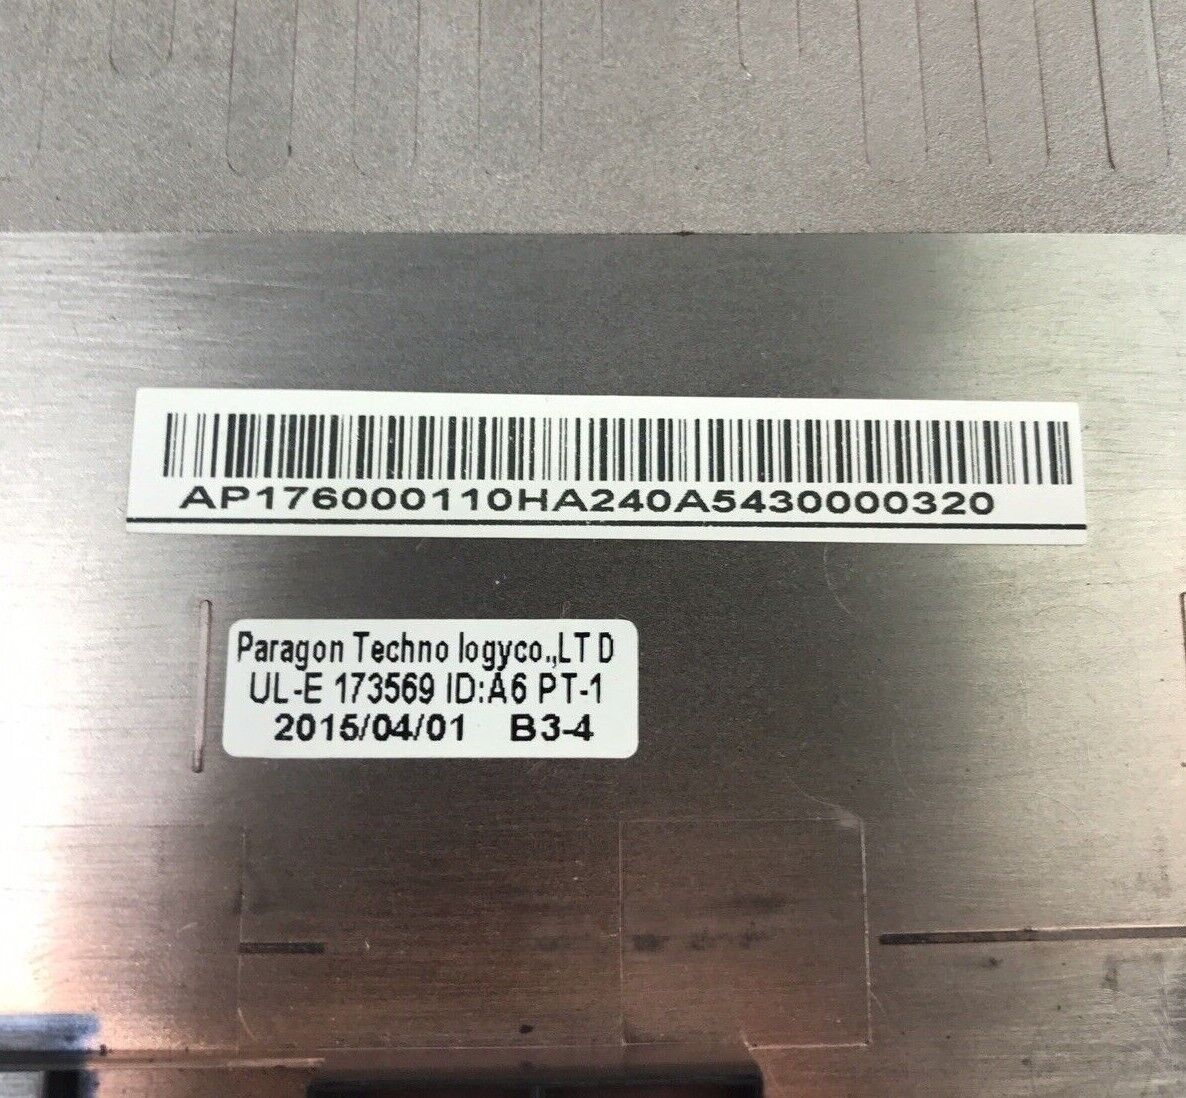 AP176000110HA240A5430000320
Paragon Techno logyco.,LT D
UL-E 173569 ID:A6 PT-1
2015/04/01 B3-4